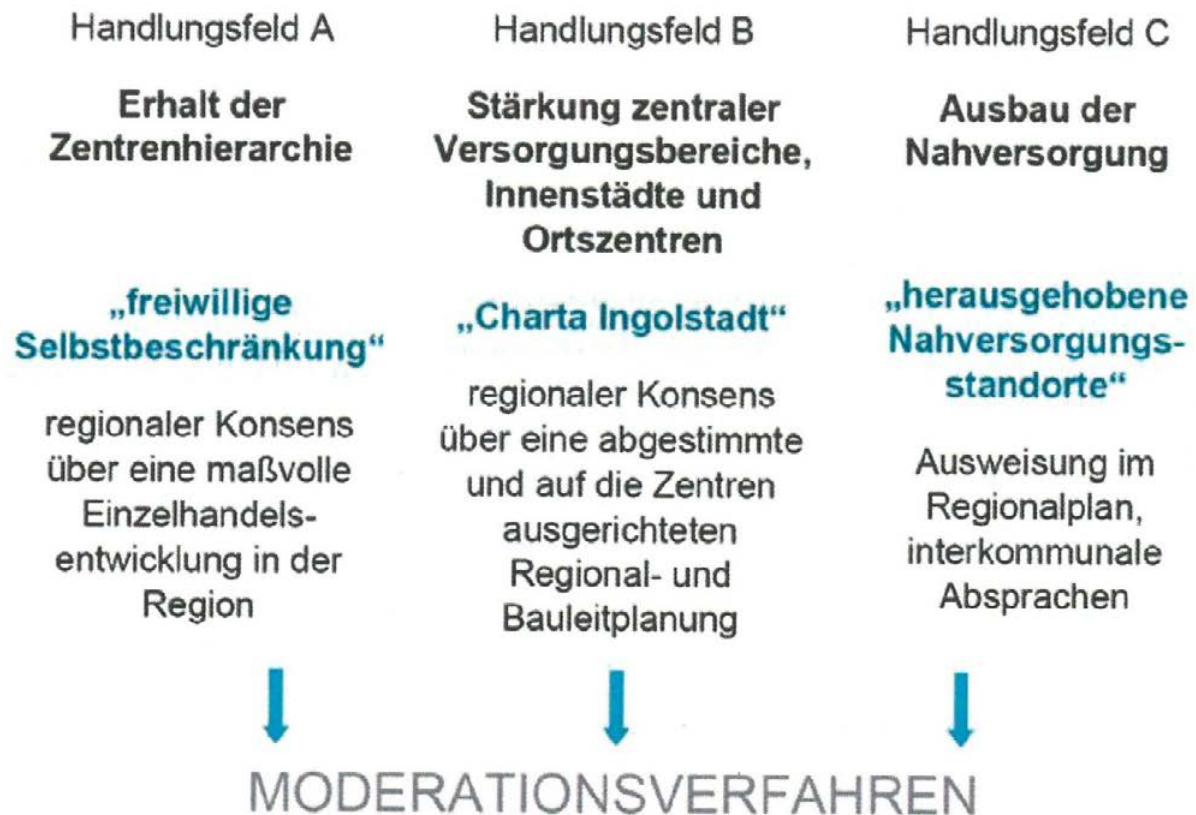 Handlungsfeld A
Erhalt der
Zentrenhierarchie
„freiwillige
Selbstbeschränkung“
regionaler Konsens
über eine maßvolle
Einzelhandels-
entwicklung in der
Region
Handlungsfeld B
Stärkung zentraler
Versorgungsbereiche,
Innenstädte und
Ortszentren
„Charta Ingolstadt“
regionaler Konsens
über eine abgestimmte
und auf die Zentren
ausgerichteten
Regional- und
Bauleitplanung
Handlungsfeld C
Ausbau der
Nahversorgung
„herausgehobene
Nahversorgungs-
standorte“
Ausweisung im
Regionalplan,
interkommunale
Absprachen
MODERATIONSVERFAHREN